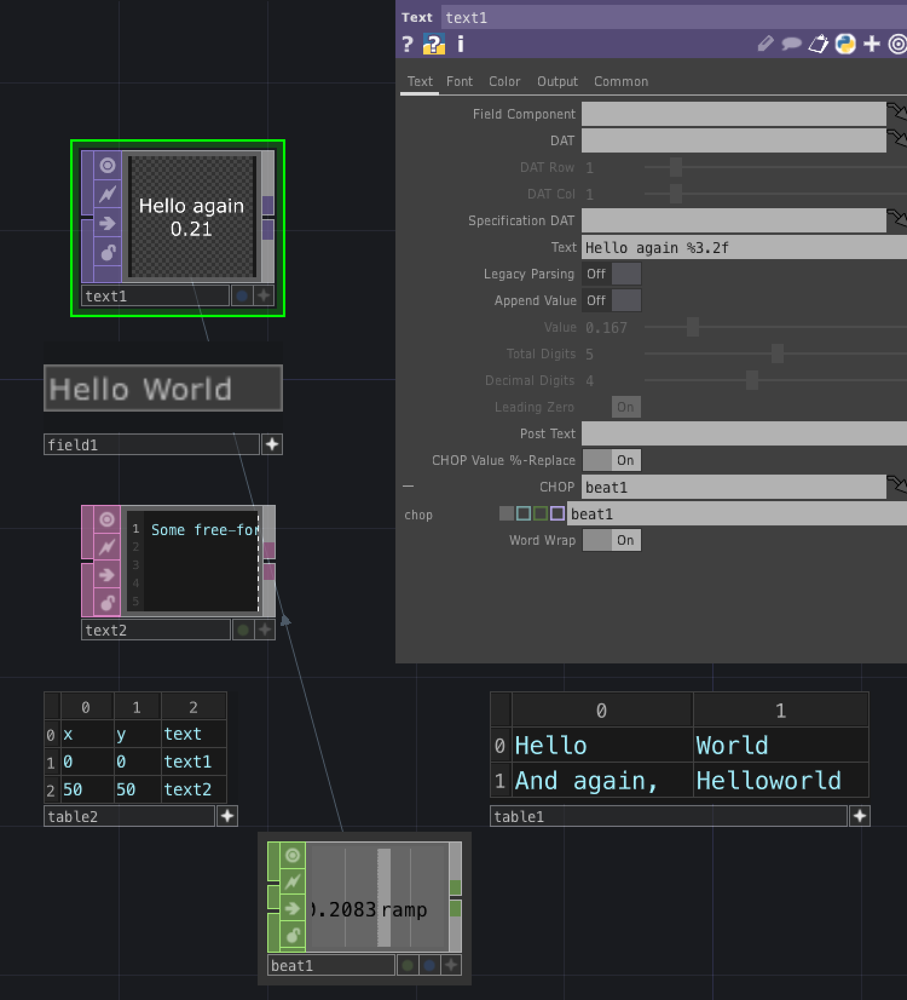 Text text1
? ? i
Text Font Color Output Common
Field Component
DAT
DAT Row 1
DAT Col 1
Specification DAT
Text Hello again %3.2f
Legacy Parsing Off
Append Value Off
Value 0.167
Total Digits 5
Decimal Digits 4
Leading Zero On
Post Text
CHOP Value %-Replace On
CHOP beat1
chop beat1
Word Wrap On
Hello again
0.21
text1
Hello World
field1
1 Some free-for
2
3
4
5
text2
0 1 2
0 x y text
1 0 0 text1
2 50 50 text2
table2
0 1
0 Hello World
1 And again, Helloworld
table1
0.2083 ramp
beat1